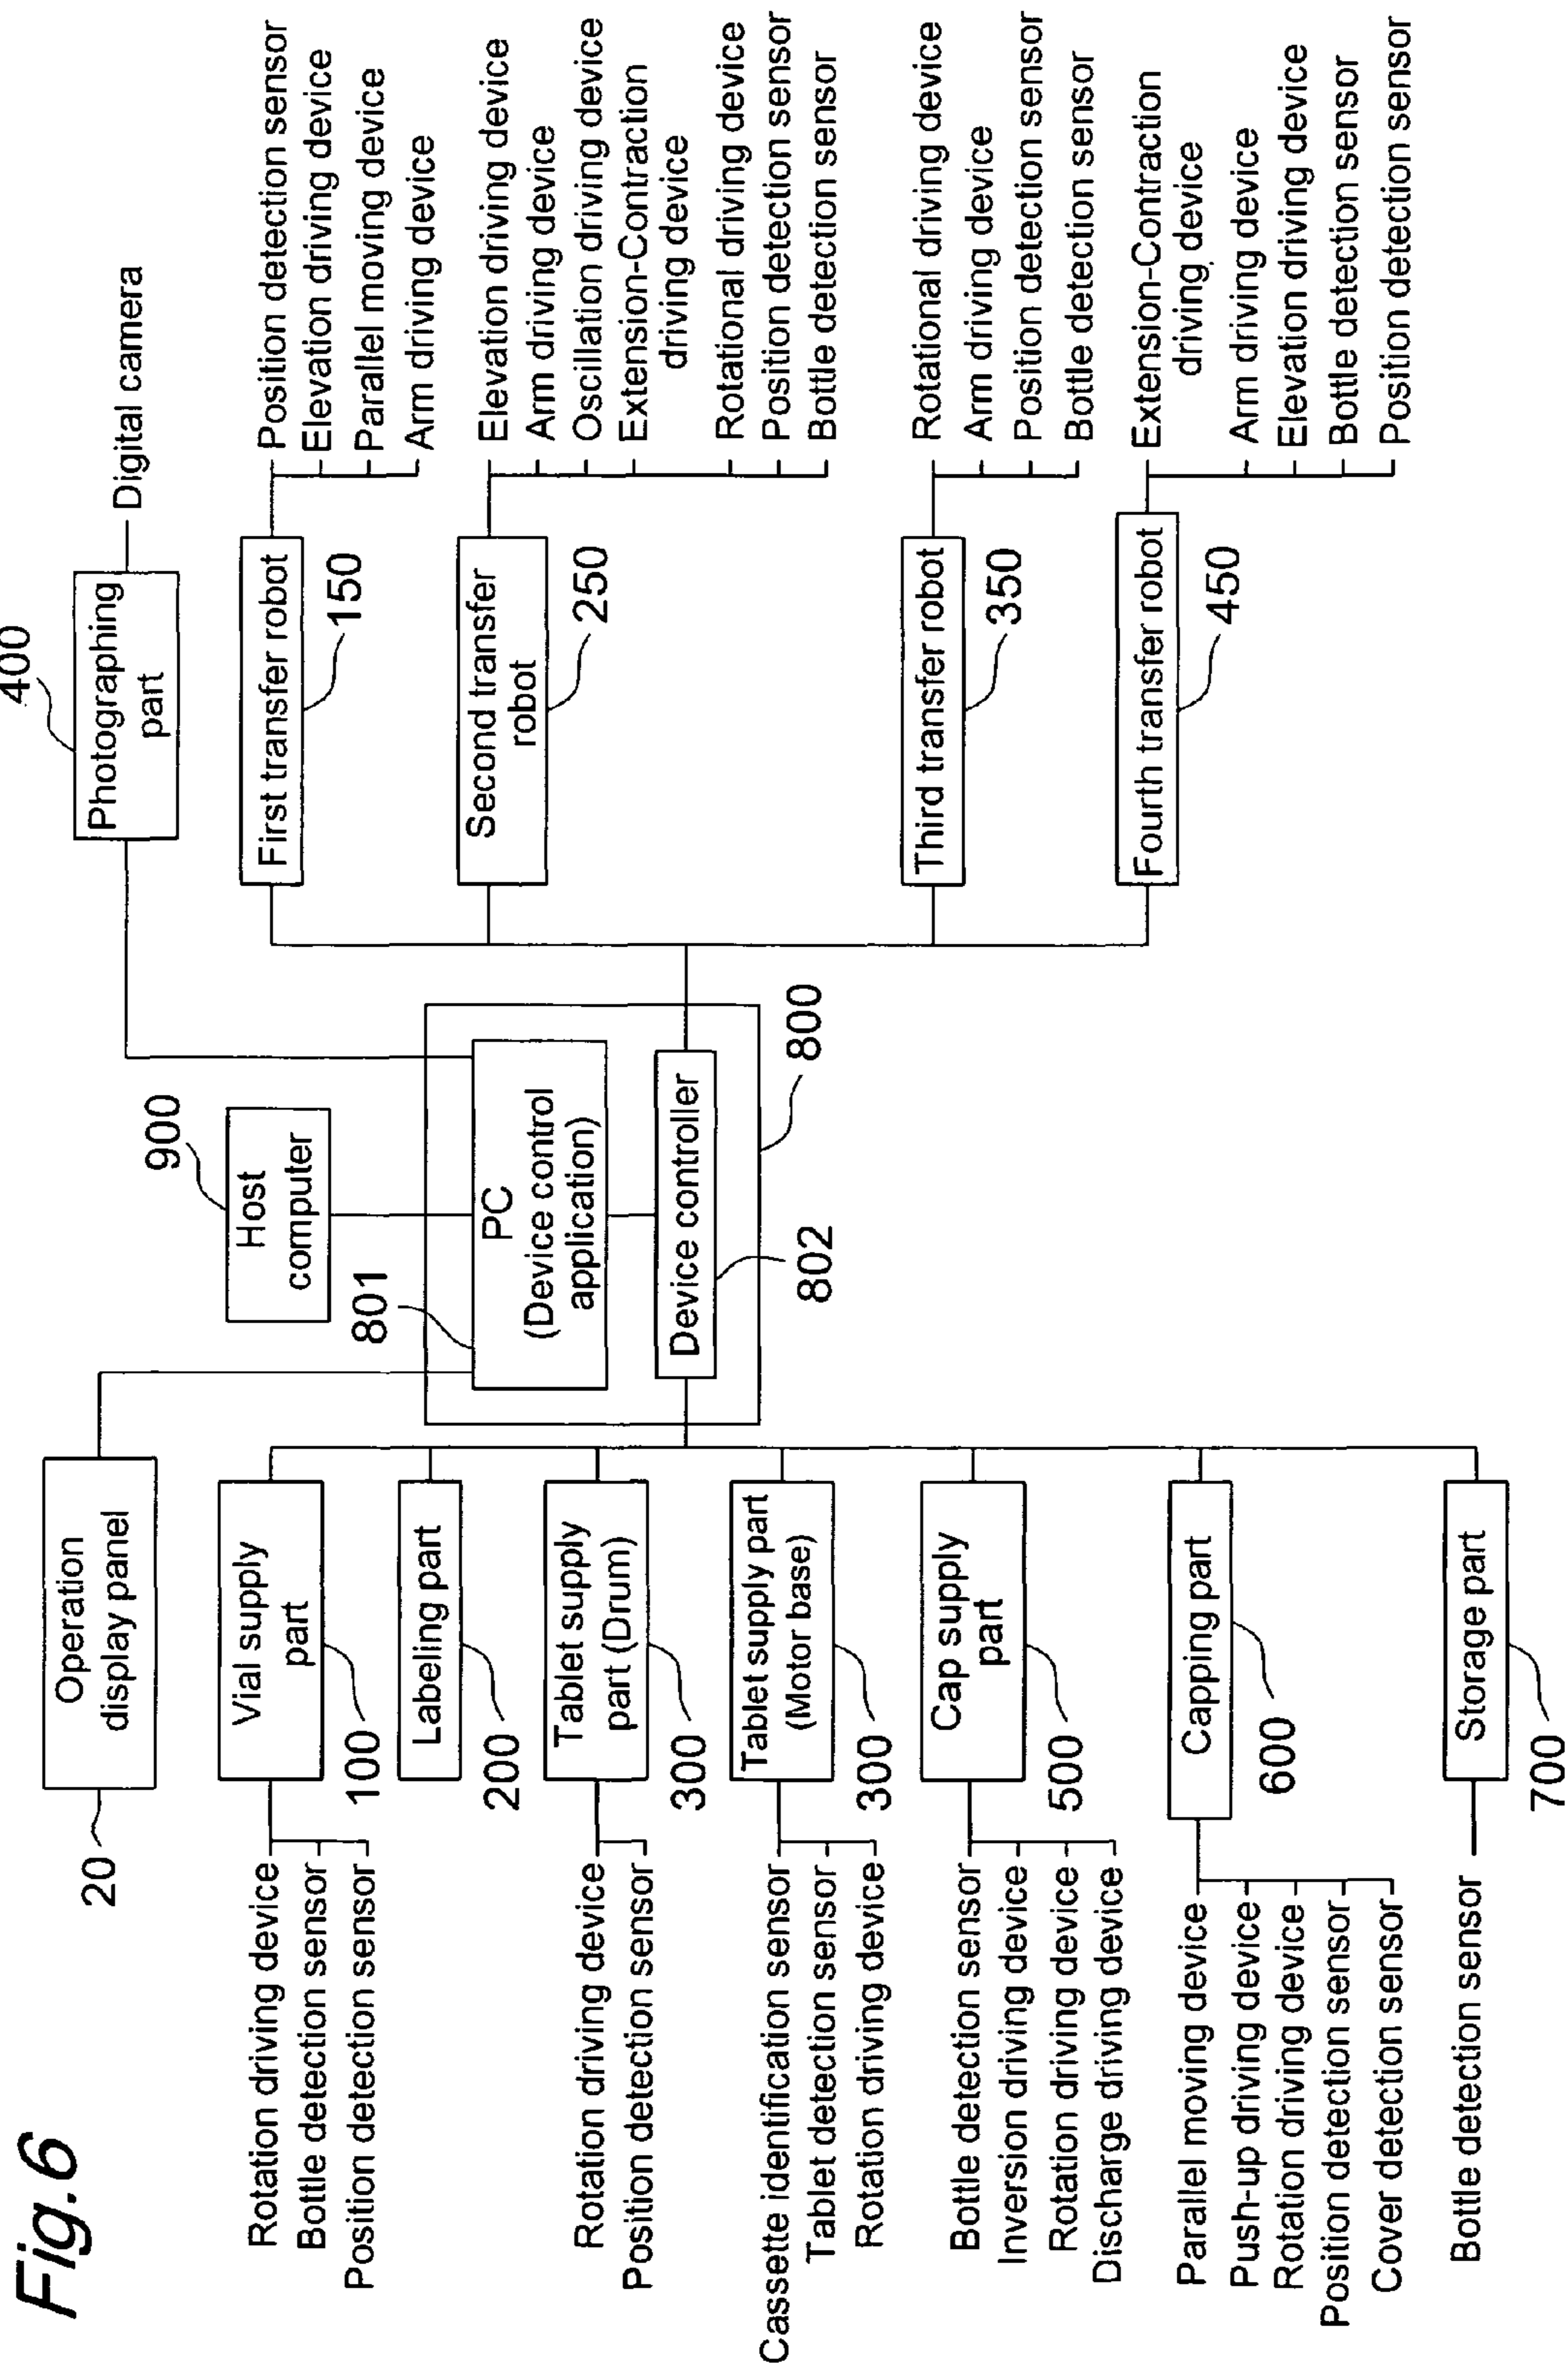 Fig.6
20
Operation
display panel
900
Host
computer
400
Photographing
part
Digital camera
801
PC
(Device control
application)
Device controller
802
800
Rotation driving device
Bottle detection sensor
Position detection sensor
Vial supply
part
100
Labeling part
200
Rotation driving device
Position detection sensor
Tablet supply
part (Drum)
300
Cassette identification sensor
Tablet detection sensor
Rotation driving device
Tablet supply part
(Motor base)
300
Bottle detection sensor
Inversion driving device
Rotation driving device
Discharge driving device
Cap supply
part
500
Parallel moving device
Push-up driving device
Rotation driving device
Position detection sensor
Cover detection sensor
Capping part
600
Bottle detection sensor
Storage part
700
First transfer robot
150
Position detection sensor
Elevation driving device
Parallel moving device
Arm driving device
Second transfer
robot
250
Elevation driving device
Arm driving device
Oscillation driving device
Extension-Contraction
driving device
Rotational driving device
Position detection sensor
Bottle detection sensor
Third transfer robot
350
Rotational driving device
Arm driving device
Position detection sensor
Bottle detection sensor
Fourth transfer robot
450
Extension-Contraction
driving device
Arm driving device
Elevation driving device
Bottle detection sensor
Position detection sensor